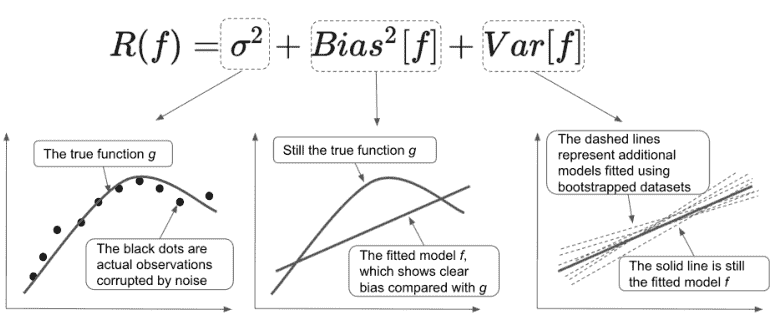 R(f) = σ² + Bias²[f] + Var[f]
The true function g
The black dots are
actual observations
corrupted by noise
Still the true function g
The fitted model f,
which shows clear
bias compared with g
The dashed lines
represent additional
models fitted using
bootstrapped datasets
The solid line is still
the fitted model f